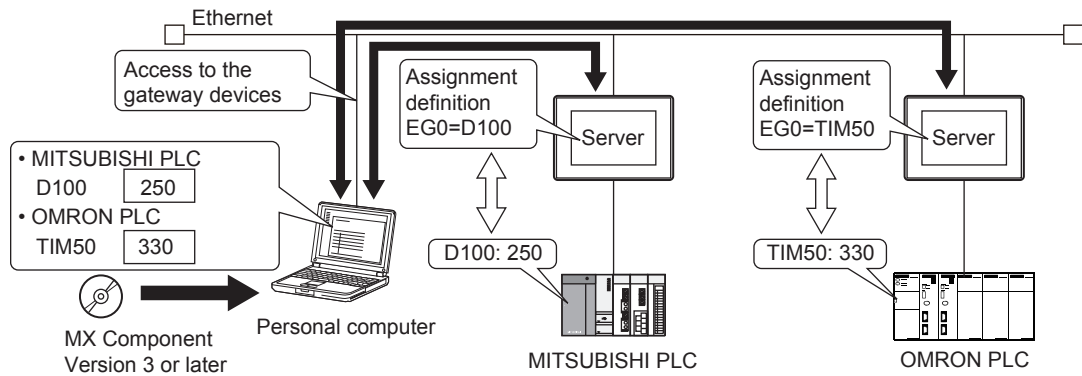 Ethernet
Access to the
gateway devices
Assignment
definition
EG0=D100
Server
Assignment
definition
EG0=TIM50
Server
• MITSUBISHI PLC
D100 250
• OMRON PLC
TIM50 330
D100: 250
TIM50: 330
MX Component
Version 3 or later
Personal computer
MITSUBISHI PLC
OMRON PLC